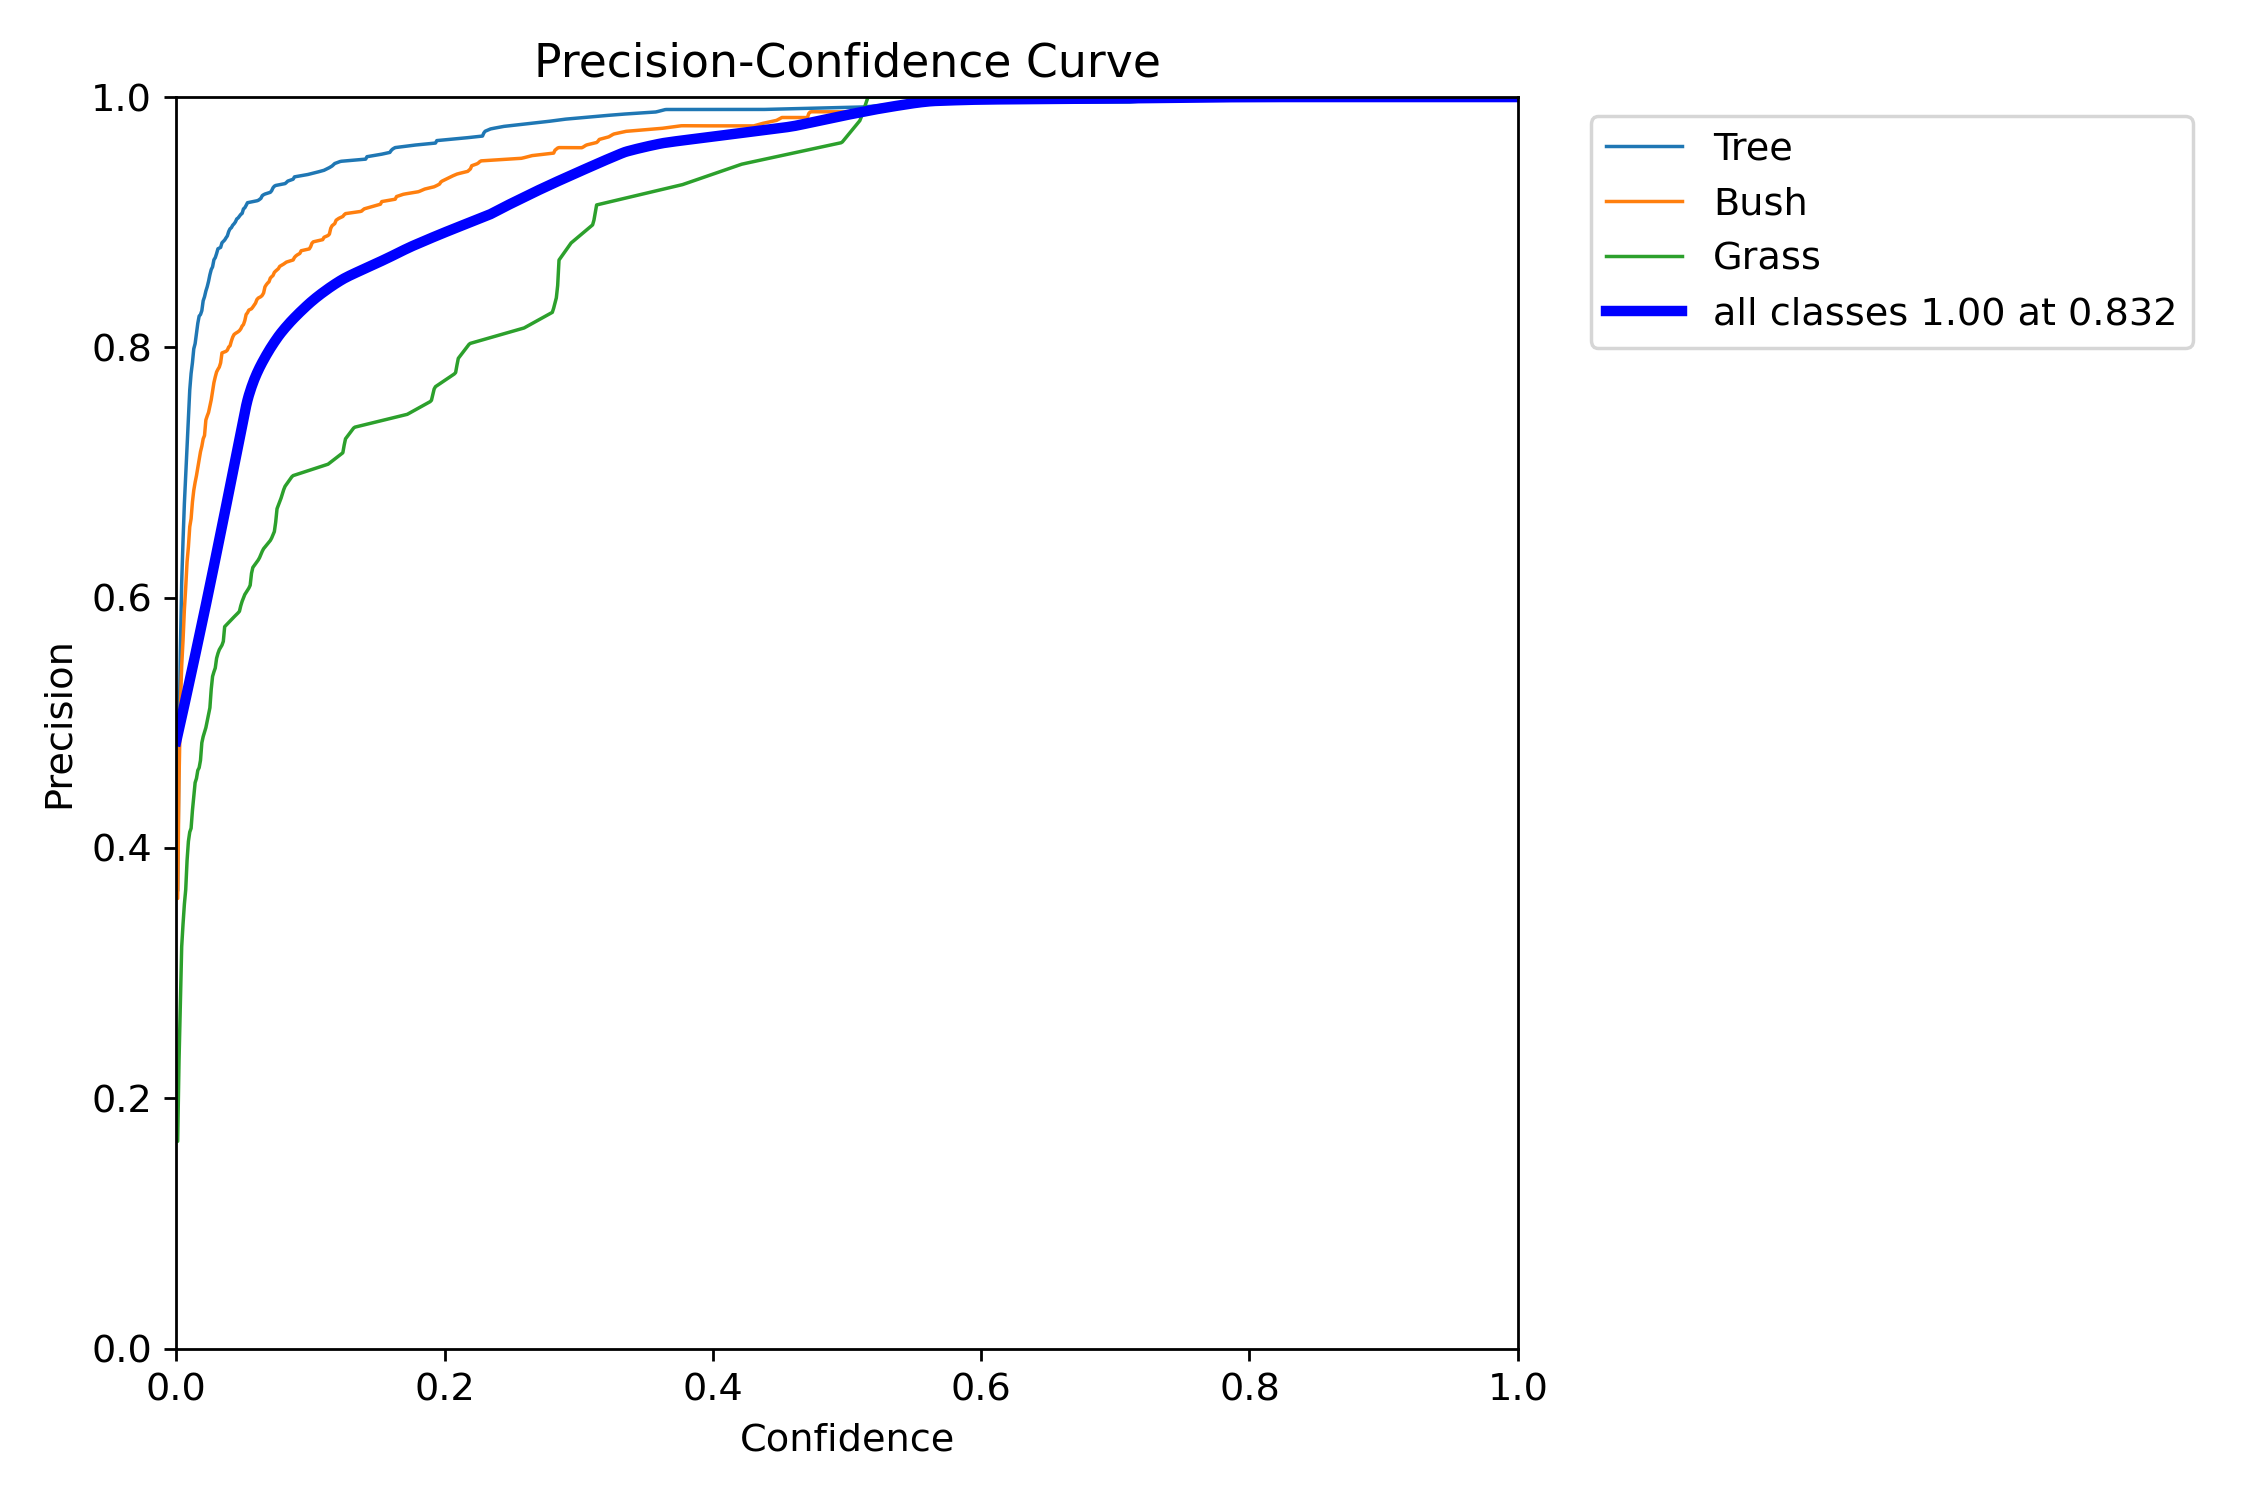 Precision-Confidence Curve
1.0
0.8
0.6
0.4
0.2
0.0
Precision
0.0 0.2 0.4 0.6 0.8 1.0
Confidence
Tree
Bush
Grass
all classes 1.00 at 0.832